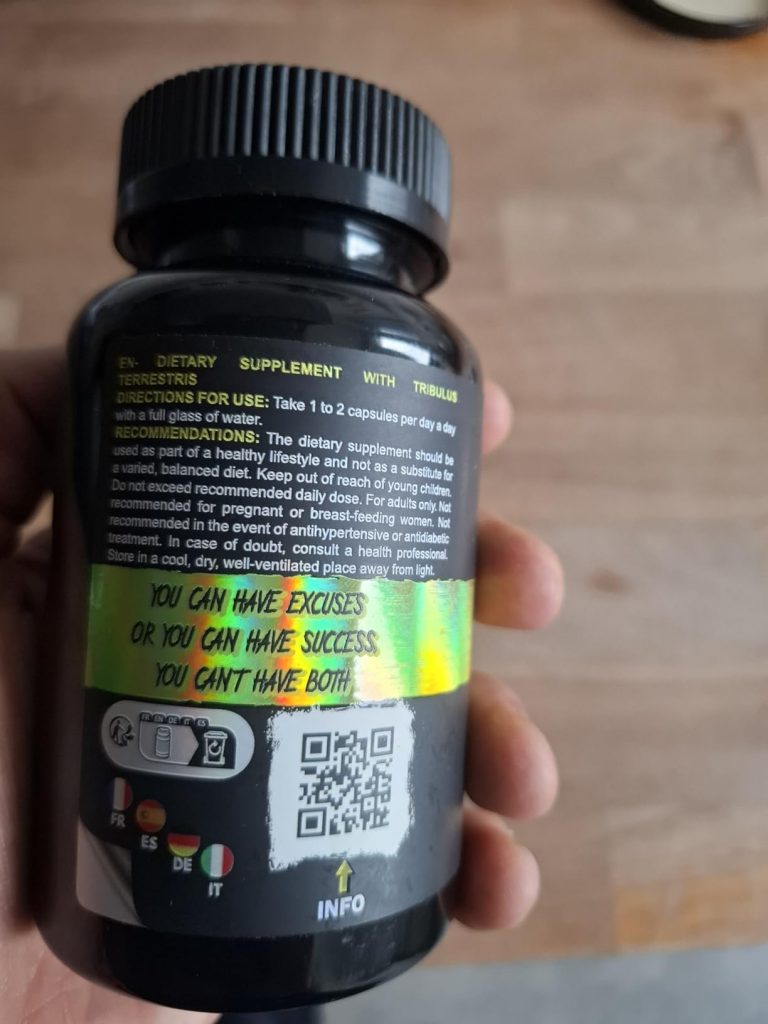 EN- DIETARY SUPPLEMENT WITH TRIBULUS
TERRESTRIS
DIRECTIONS FOR USE: Take 1 to 2 capsules per day a day
with a full glass of water.
RECOMMENDATIONS: The dietary supplement should be
used as part of a healthy lifestyle and not as a substitute for
a varied, balanced diet. Keep out of reach of young children.
Do not exceed recommended daily dose. For adults only. Not
recommended for pregnant or breast-feeding women. Not
recommended in the event of antihypertensive or antidiabetic
treatment. In case of doubt, consult a health professional.
Store in a cool, dry, well-ventilated place away from light.
YOU CAN HAVE EXCUSES
OR YOU CAN HAVE SUCCESS,
YOU CAN'T HAVE BOTH
FR EN DE IT ES
FR
ES
DE
IT
INFO